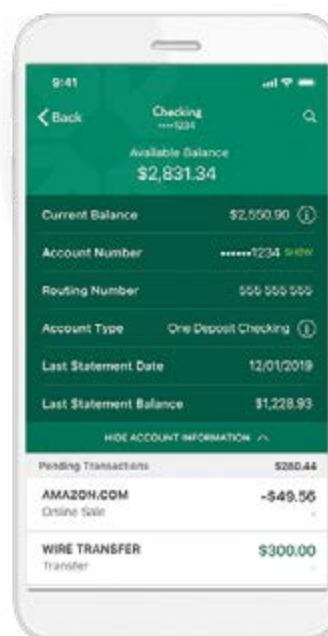 9:41
Back
Checking
••••1234
Available Balance
$2,831.34
Current Balance $2,550.90
Account Number ••••••1234 SHOW
Routing Number 555 555 555
Account Type One Deposit Checking
Last Statement Date 12/01/2019
Last Statement Balance $1,228.93
HIDE ACCOUNT INFORMATION
Pending Transactions $280.44
AMAZON.COM -$49.56
Online Sale
WIRE TRANSFER $300.00
Transfer